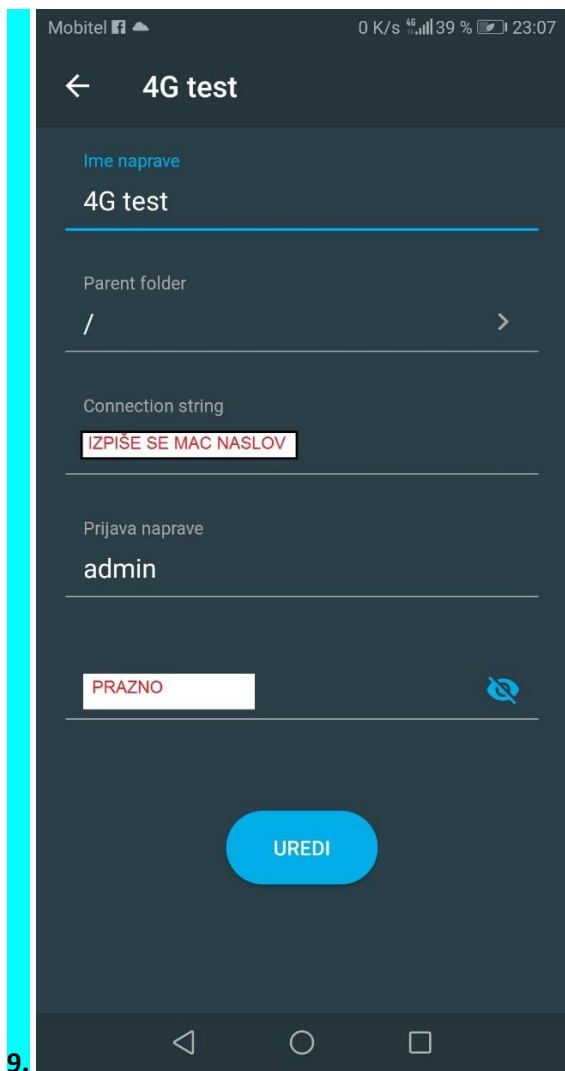 Mobitel 0 K/s 4G 39 % 23:07
4G test
Ime naprave
4G test
Parent folder
/
Connection string
IZPIŠE SE MAC NASLOV
Prijava naprave
admin
PRAZNO
UREDI
9.